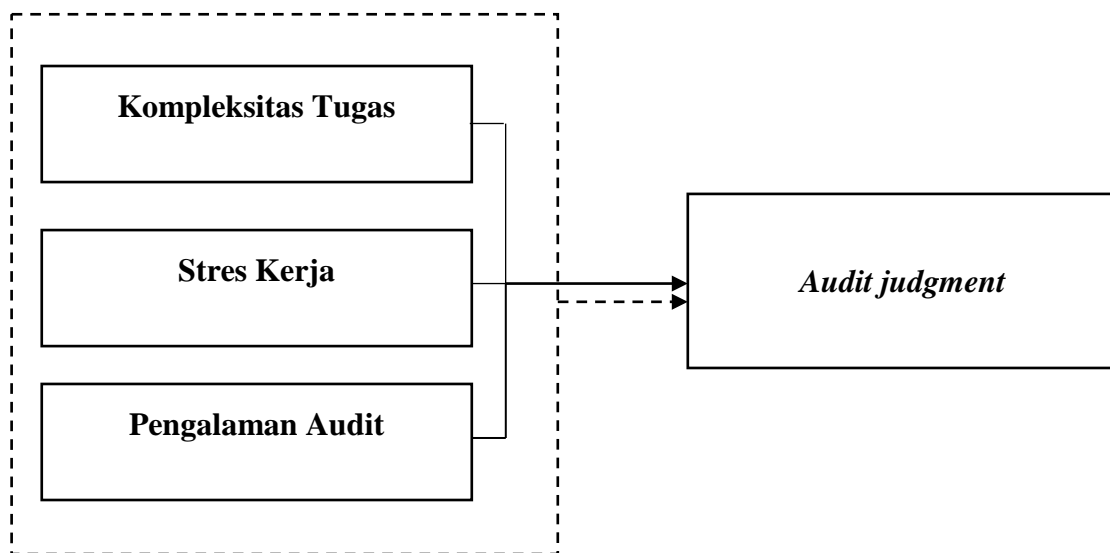 Kompleksitas Tugas
Stres Kerja
Audit judgment
Pengalaman Audit